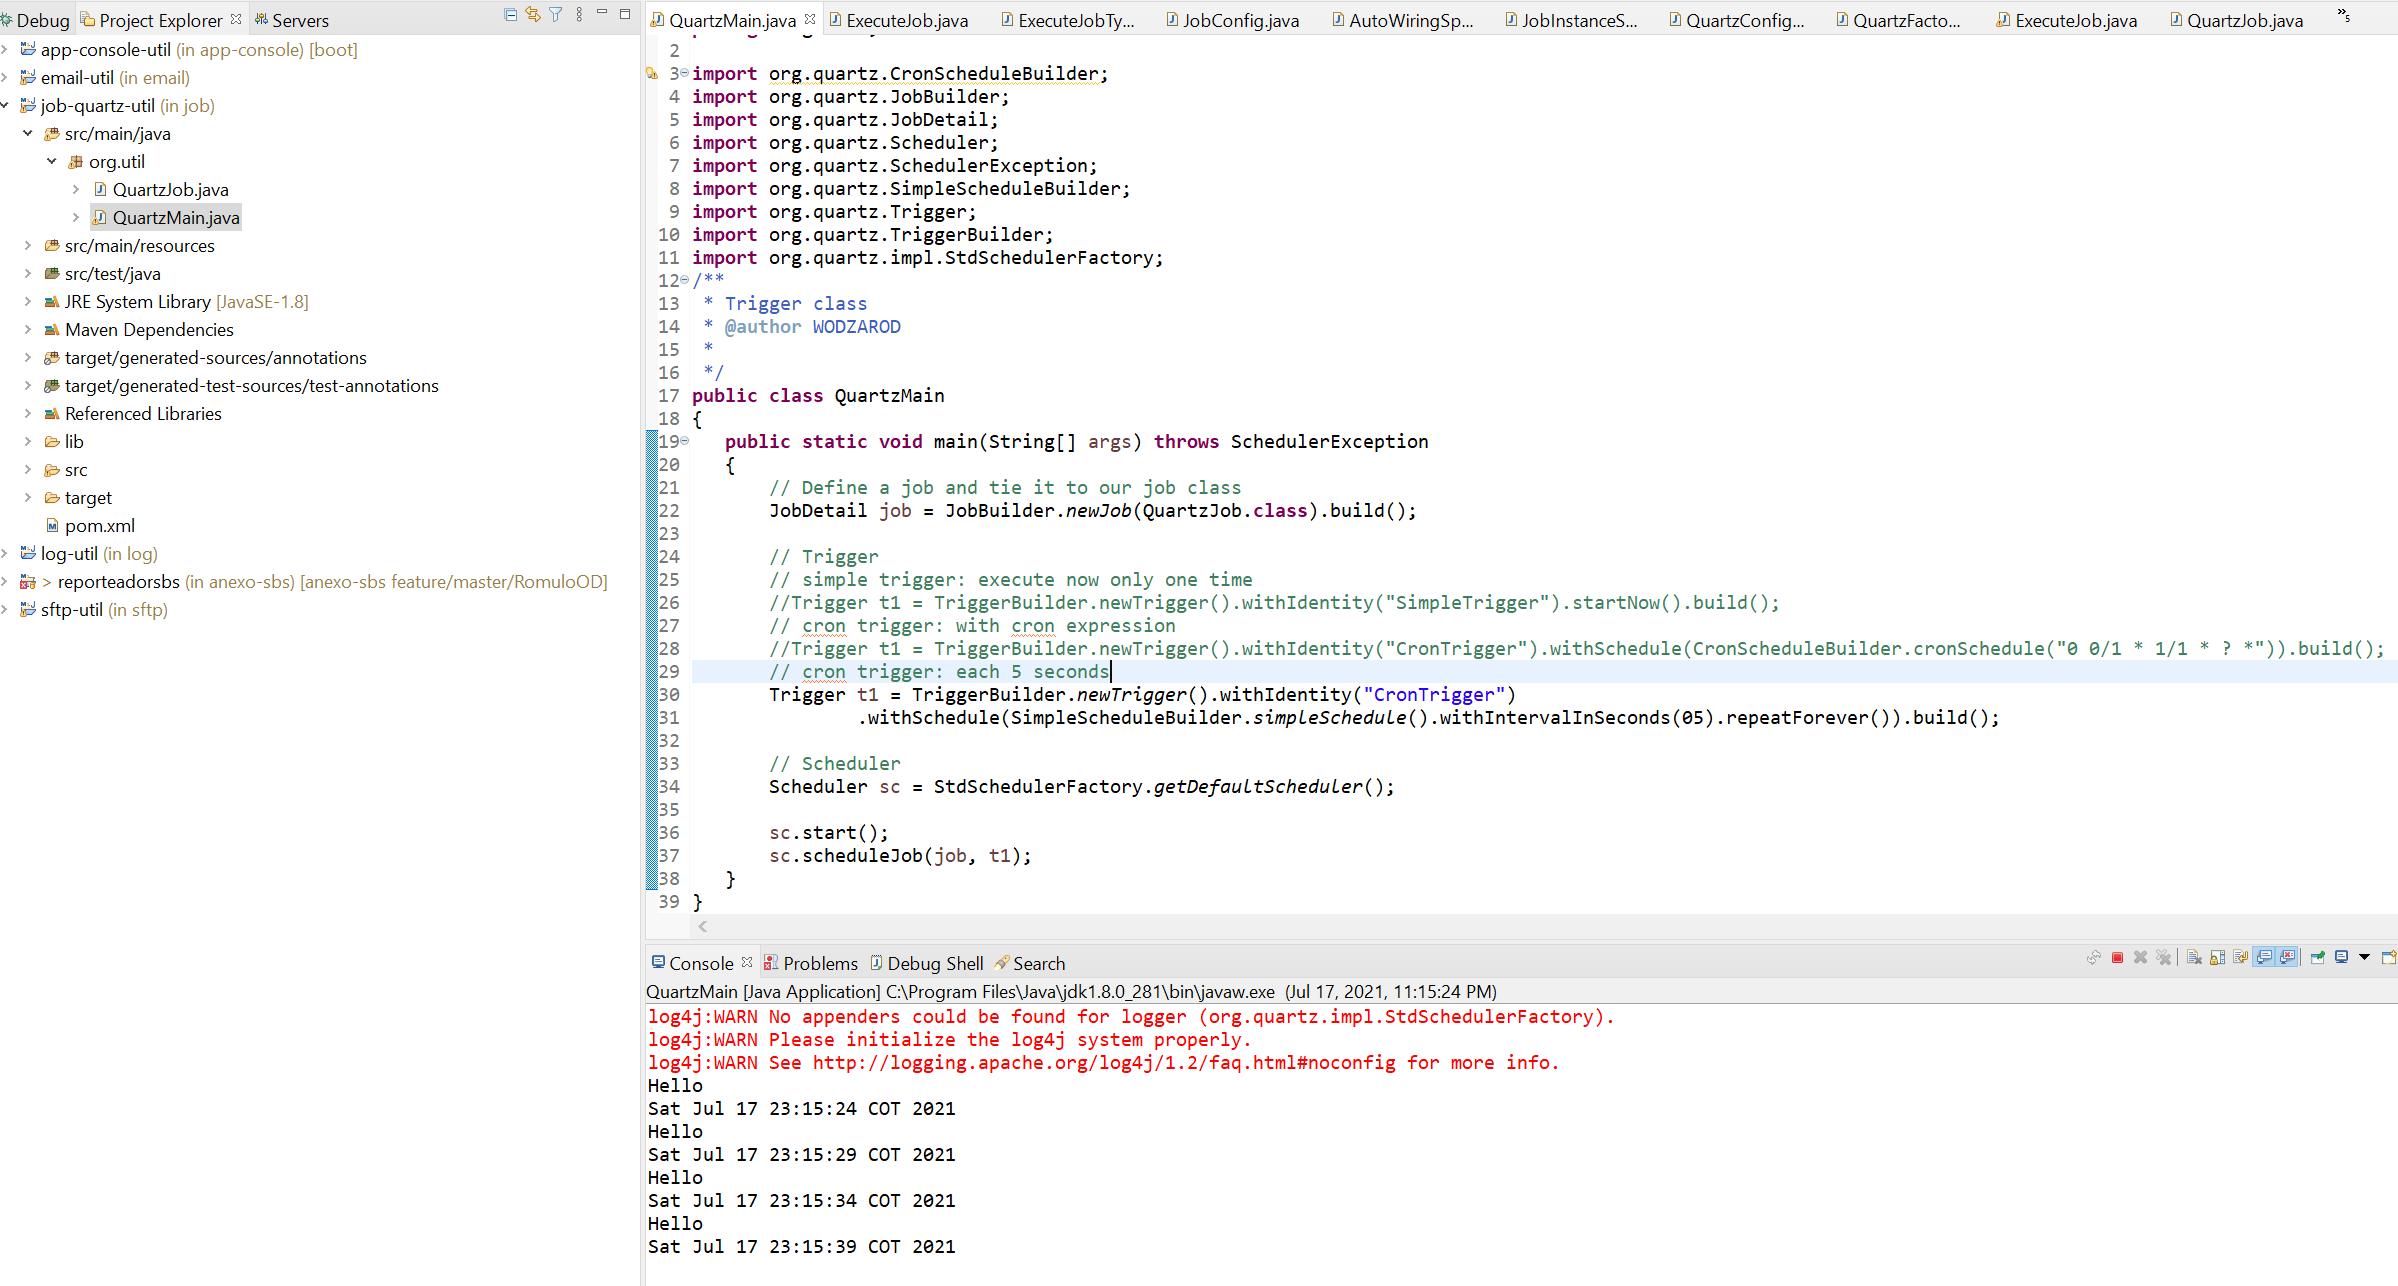 Debug Project Explorer Servers
app-console-util (in app-console) [boot]
email-util (in email)
job-quartz-util (in job)
src/main/java
org.util
QuartzJob.java
QuartzMain.java
src/main/resources
src/test/java
JRE System Library [JavaSE-1.8]
Maven Dependencies
target/generated-sources/annotations
target/generated-test-sources/test-annotations
Referenced Libraries
lib
src
target
pom.xml
log-util (in log)
> reporteadorsbs (in anexo-sbs) [anexo-sbs feature/master/RomuloOD]
sftp-util (in sftp)
QuartzMain.java ExecuteJob.java ExecuteJobTy... JobConfig.java AutoWiringSp... JobInstanceS... QuartzConfig... QuartzFacto... ExecuteJob.java QuartzJob.java »5
2
3 import org.quartz.CronScheduleBuilder;
4 import org.quartz.JobBuilder;
5 import org.quartz.JobDetail;
6 import org.quartz.Scheduler;
7 import org.quartz.SchedulerException;
8 import org.quartz.SimpleScheduleBuilder;
9 import org.quartz.Trigger;
10 import org.quartz.TriggerBuilder;
11 import org.quartz.impl.StdSchedulerFactory;
12 /**
13 * Trigger class
14 * @author WODZAROD
15 *
16 */
17 public class QuartzMain
18 {
19 public static void main(String[] args) throws SchedulerException
20 {
21 // Define a job and tie it to our job class
22 JobDetail job = JobBuilder.newJob(QuartzJob.class).build();
23
24 // Trigger
25 // simple trigger: execute now only one time
26 //Trigger t1 = TriggerBuilder.newTrigger().withIdentity("SimpleTrigger").startNow().build();
27 // cron trigger: with cron expression
28 //Trigger t1 = TriggerBuilder.newTrigger().withIdentity("CronTrigger").withSchedule(CronScheduleBuilder.cronSchedule("0 0/1 * 1/1 * ? *")).build();
29 // cron trigger: each 5 seconds
30 Trigger t1 = TriggerBuilder.newTrigger().withIdentity("CronTrigger")
31 .withSchedule(SimpleScheduleBuilder.simpleSchedule().withIntervalInSeconds(05).repeatForever()).build();
32
33 // Scheduler
34 Scheduler sc = StdSchedulerFactory.getDefaultScheduler();
35
36 sc.start();
37 sc.scheduleJob(job, t1);
38 }
39 }
Console Problems Debug Shell Search
QuartzMain [Java Application] C:\Program Files\Java\jdk1.8.0_281\bin\javaw.exe (Jul 17, 2021, 11:15:24 PM)
log4j:WARN No appenders could be found for logger (org.quartz.impl.StdSchedulerFactory).
log4j:WARN Please initialize the log4j system properly.
log4j:WARN See http://logging.apache.org/log4j/1.2/faq.html#noconfig for more info.
Hello
Sat Jul 17 23:15:24 COT 2021
Hello
Sat Jul 17 23:15:29 COT 2021
Hello
Sat Jul 17 23:15:34 COT 2021
Hello
Sat Jul 17 23:15:39 COT 2021